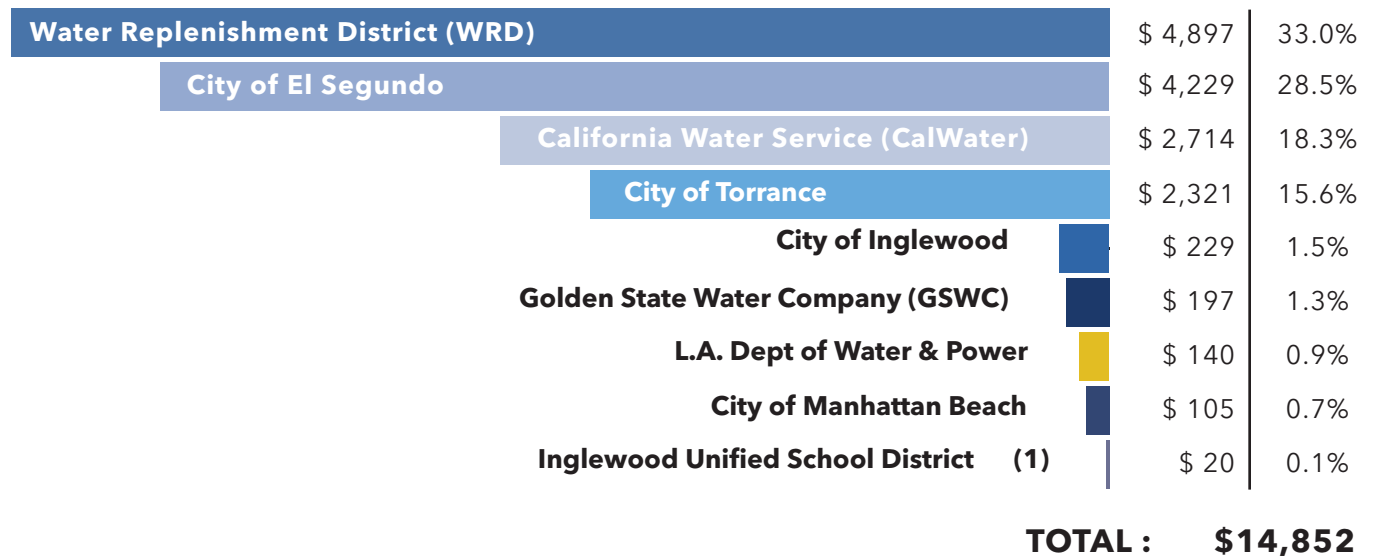 Water Replenishment District (WRD) $ 4,897 33.0%
City of El Segundo $ 4,229 28.5%
California Water Service (CalWater) $ 2,714 18.3%
City of Torrance $ 2,321 15.6%
City of Inglewood $ 229 1.5%
Golden State Water Company (GSWC) $ 197 1.3%
L.A. Dept of Water & Power $ 140 0.9%
City of Manhattan Beach $ 105 0.7%
Inglewood Unified School District (1) $ 20 0.1%
TOTAL : $14,852